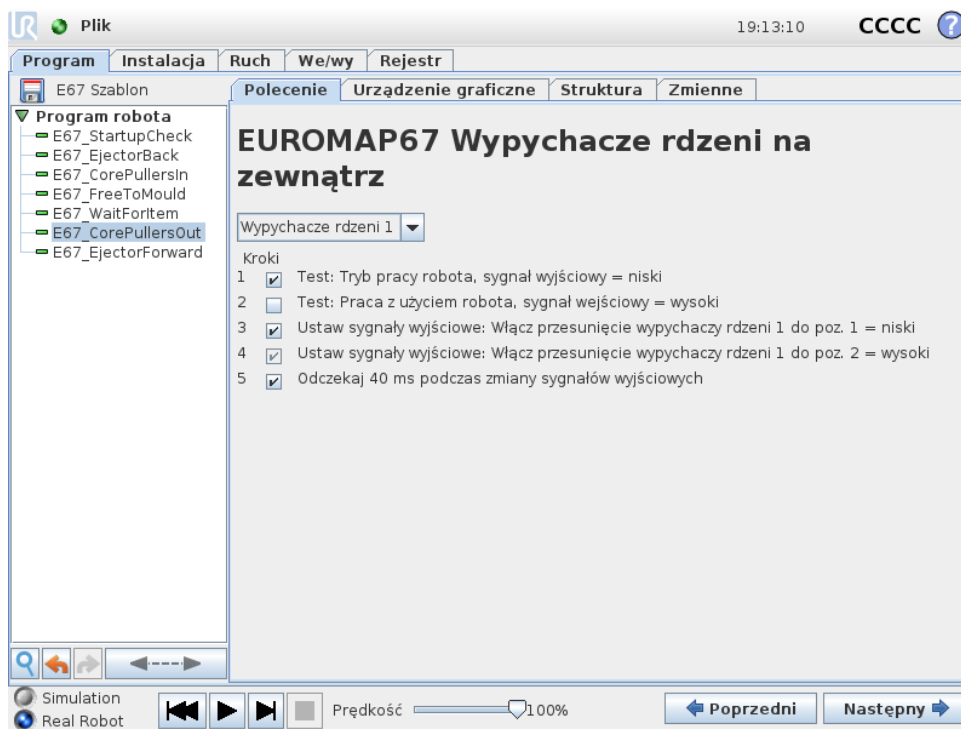 UR Plik 19:13:10 CCCC ?
Program Instalacja Ruch We/wy Rejestr
E67 Szablon
Polecenie Urządzenie graficzne Struktura Zmienne
Program robota
E67_StartupCheck
E67_EjectorBack
E67_CorePullersIn
E67_FreeToMould
E67_WaitForItem
E67_CorePullersOut
E67_EjectorForward
EUROMAP67 Wypychacze rdzeni na
zewnątrz
Wypychacze rdzeni 1
Kroki
1 Test: Tryb pracy robota, sygnał wyjściowy = niski
2 Test: Praca z użyciem robota, sygnał wejściowy = wysoki
3 Ustaw sygnały wyjściowe: Włącz przesunięcie wypychaczy rdzeni 1 do poz. 1 = niski
4 Ustaw sygnały wyjściowe: Włącz przesunięcie wypychaczy rdzeni 1 do poz. 2 = wysoki
5 Odczekaj 40 ms podczas zmiany sygnałów wyjściowych
Simulation
Real Robot
Prędkość 100%
Poprzedni
Następny